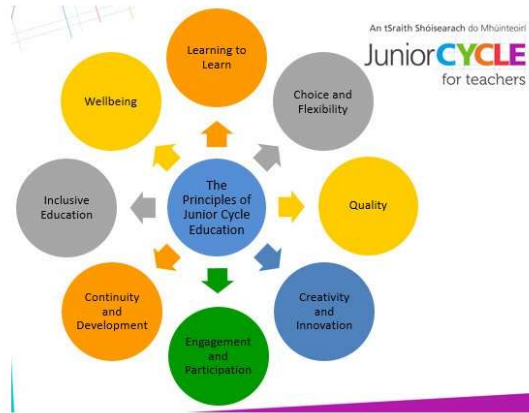 An tSraith Shóisearach do Mhúinteoirí
JuniorCYCLE
for teachers
Learning to
Learn
Choice and
Flexibility
Quality
Creativity
and
Innovation
Engagement
and
Participation
Continuity
and
Development
Inclusive
Education
Wellbeing
The
Principles of
Junior Cycle
Education